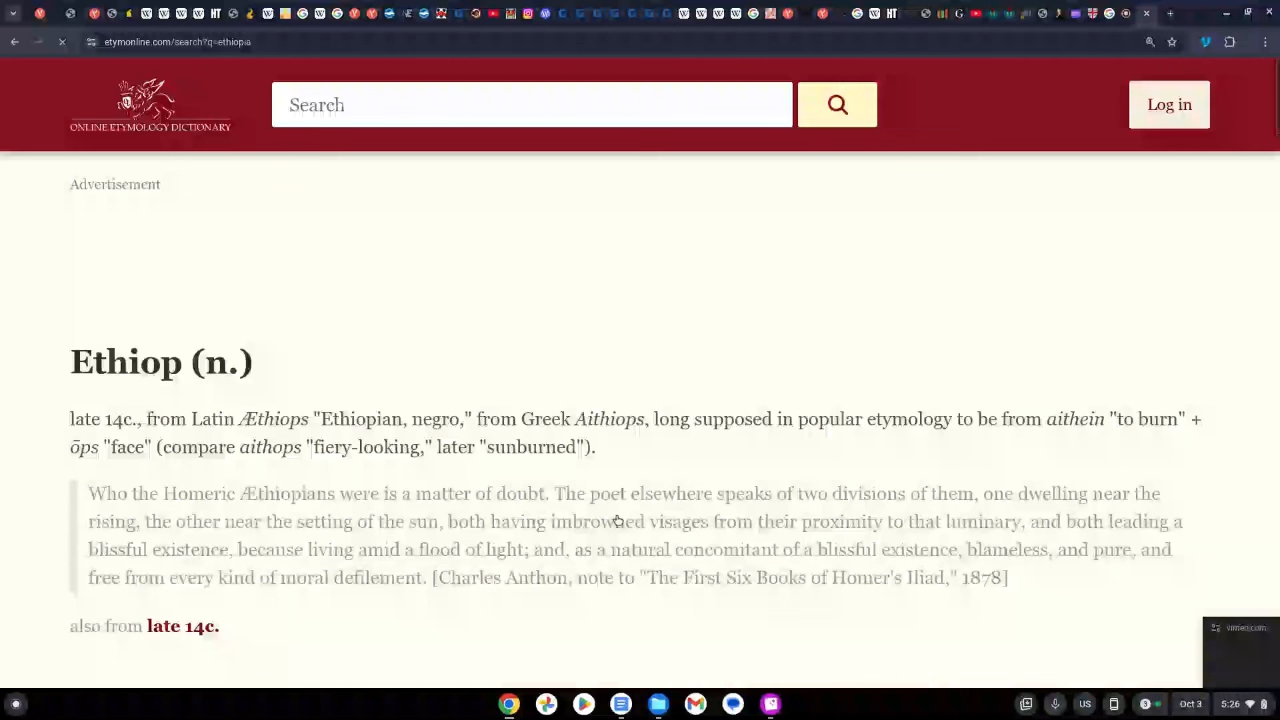 etymonline.com/search?q=ethiopia
ONLINE ETYMOLOGY DICTIONARY
Search
Log in
Advertisement
Ethiop (n.)
late 14c., from Latin Æthiops "Ethiopian, negro," from Greek Aithiops, long supposed in popular etymology to be from aithein "to burn" +
ōps "face" (compare aithops "fiery-looking," later "sunburned").
Who the Homeric Æthiopians were is a matter of doubt. The poet elsewhere speaks of two divisions of them, one dwelling near the
rising, the other near the setting of the sun, both having imbrowned visages from their proximity to that luminary, and both leading a
blissful existence, because living amid a flood of light; and, as a natural concomitant of a blissful existence, blameless, and pure, and
free from every kind of moral defilement. [Charles Anthon, note to "The First Six Books of Homer's Iliad," 1878]
also from late 14c.
vimeo.com
US
Oct 3
5:26